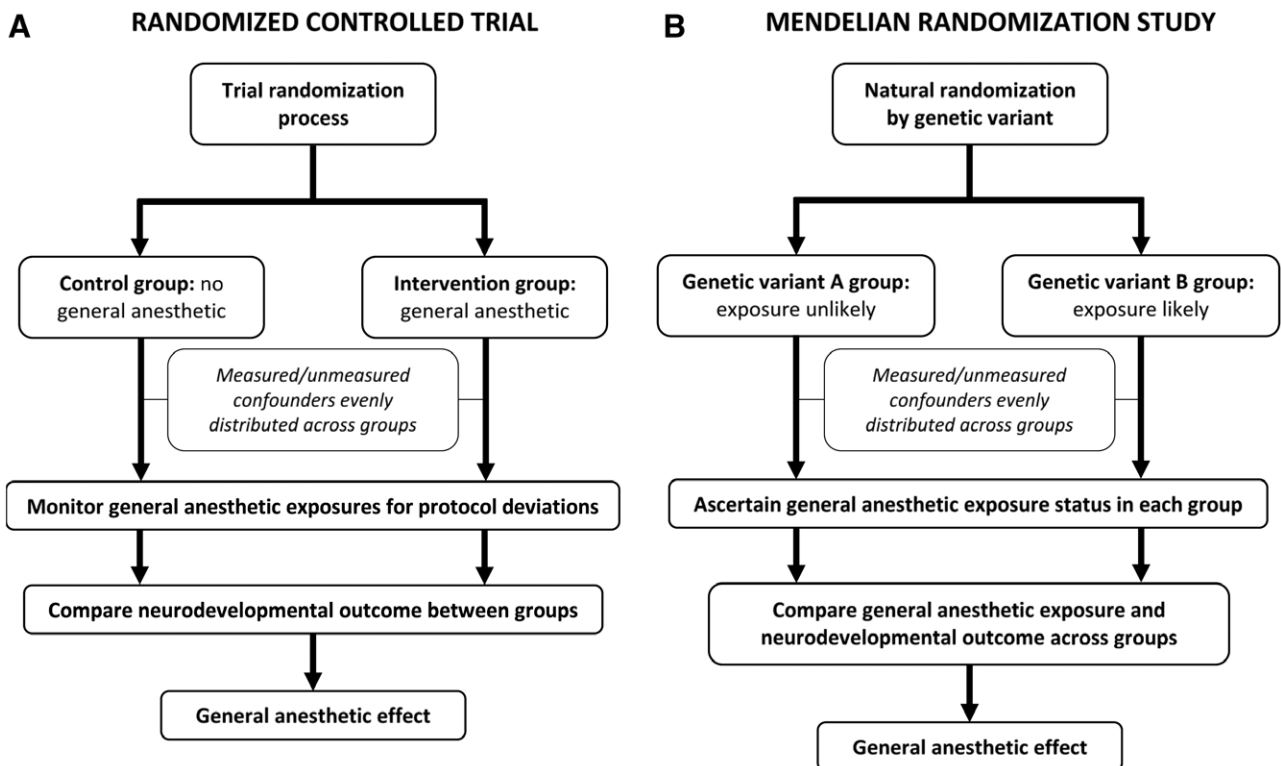 A
RANDOMIZED CONTROLLED TRIAL
Trial randomization
process
Control group: no
general anesthetic
Intervention group:
general anesthetic
Measured/unmeasured
confounders evenly
distributed across groups
Monitor general anesthetic exposures for protocol deviations
Compare neurodevelopmental outcome between groups
General anesthetic effect
B
MENDELIAN RANDOMIZATION STUDY
Natural randomization
by genetic variant
Genetic variant A group:
exposure unlikely
Genetic variant B group:
exposure likely
Measured/unmeasured
confounders evenly
distributed across groups
Ascertain general anesthetic exposure status in each group
Compare general anesthetic exposure and
neurodevelopmental outcome across groups
General anesthetic effect